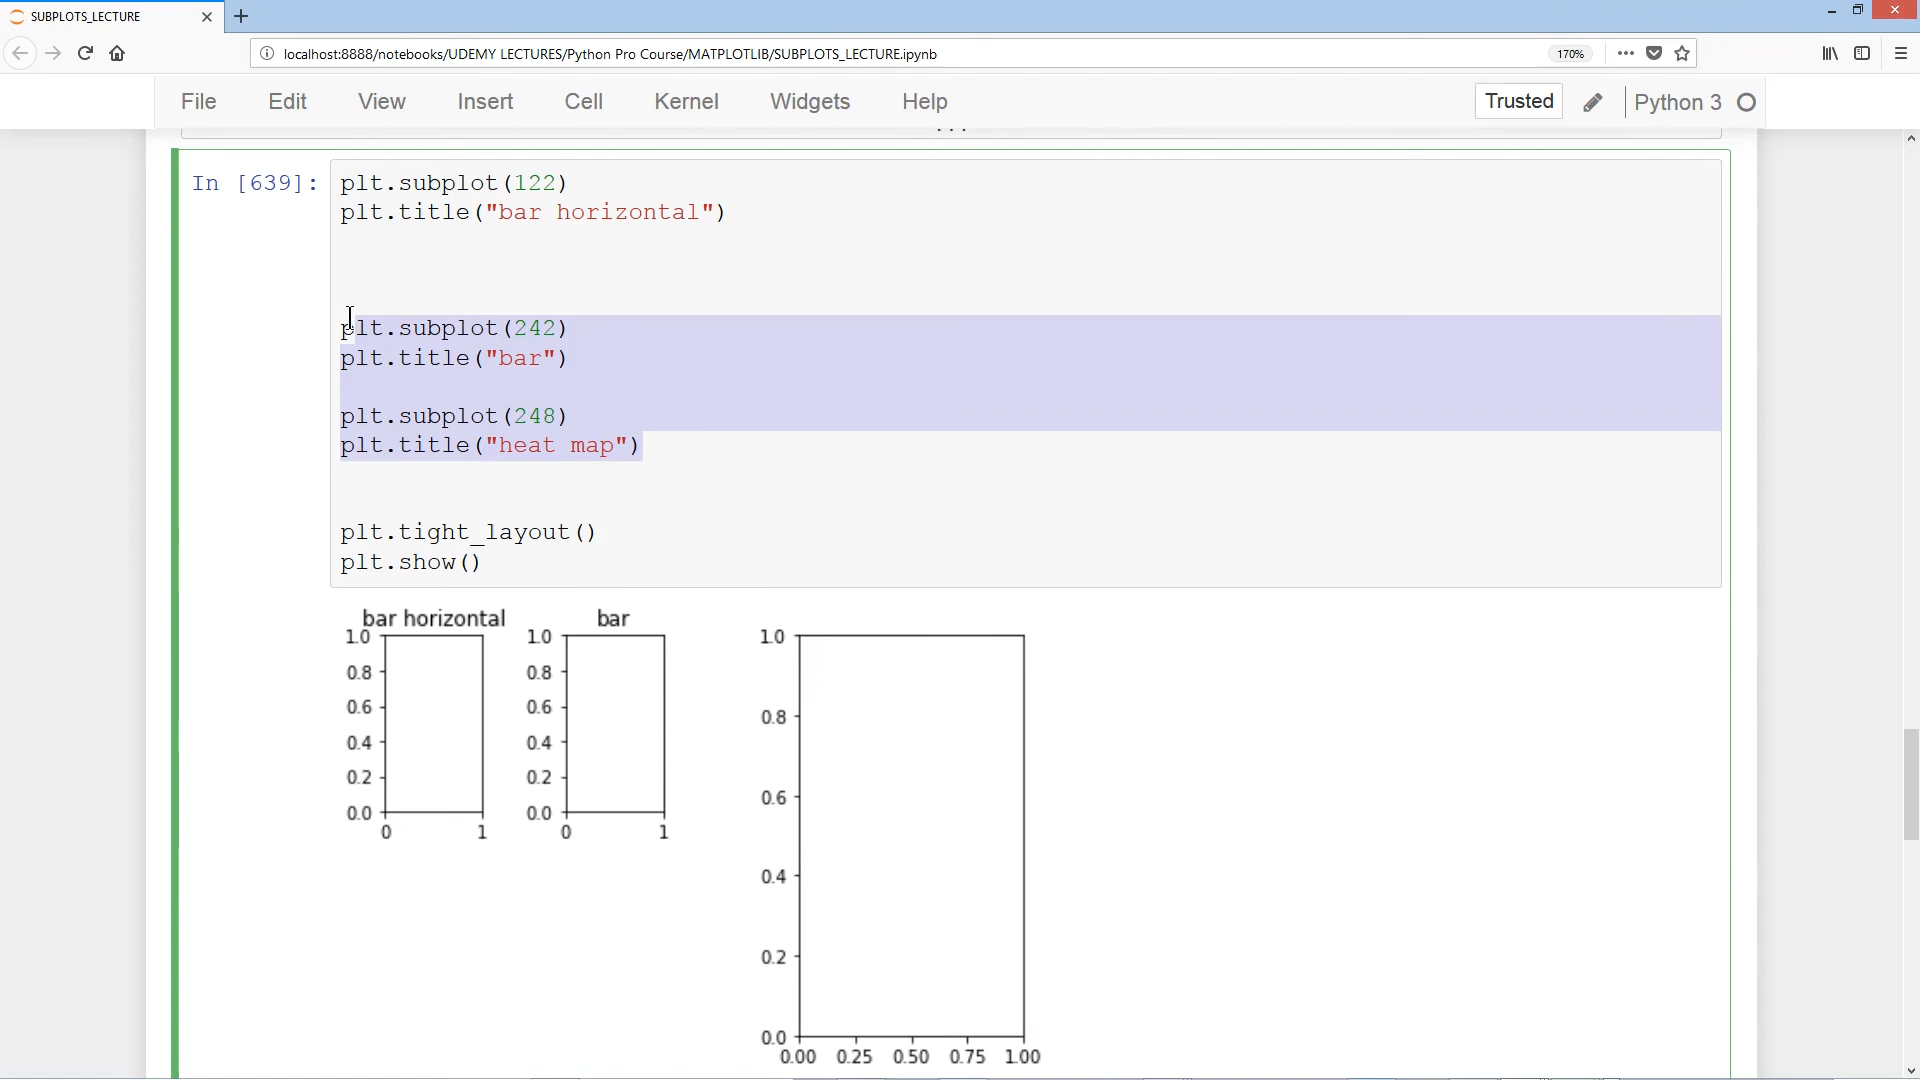 SUBPLOTS_LECTURE
localhost:8888/notebooks/UDEMY LECTURES/Python Pro Course/MATPLOTLIB/SUBPLOTS_LECTURE.ipynb
170%
File Edit View Insert Cell Kernel Widgets Help
Trusted
Python 3
In [639]:
plt.subplot(122)
plt.title("bar horizontal")
plt.subplot(242)
plt.title("bar")
plt.subplot(248)
plt.title("heat map")
plt.tight_layout()
plt.show()
bar horizontal
1.0
0.8
0.6
0.4
0.2
0.0
0 1
bar
1.0
0.8
0.6
0.4
0.2
0.0
0 1
1.0
0.8
0.6
0.4
0.2
0.0
0.00 0.25 0.50 0.75 1.00